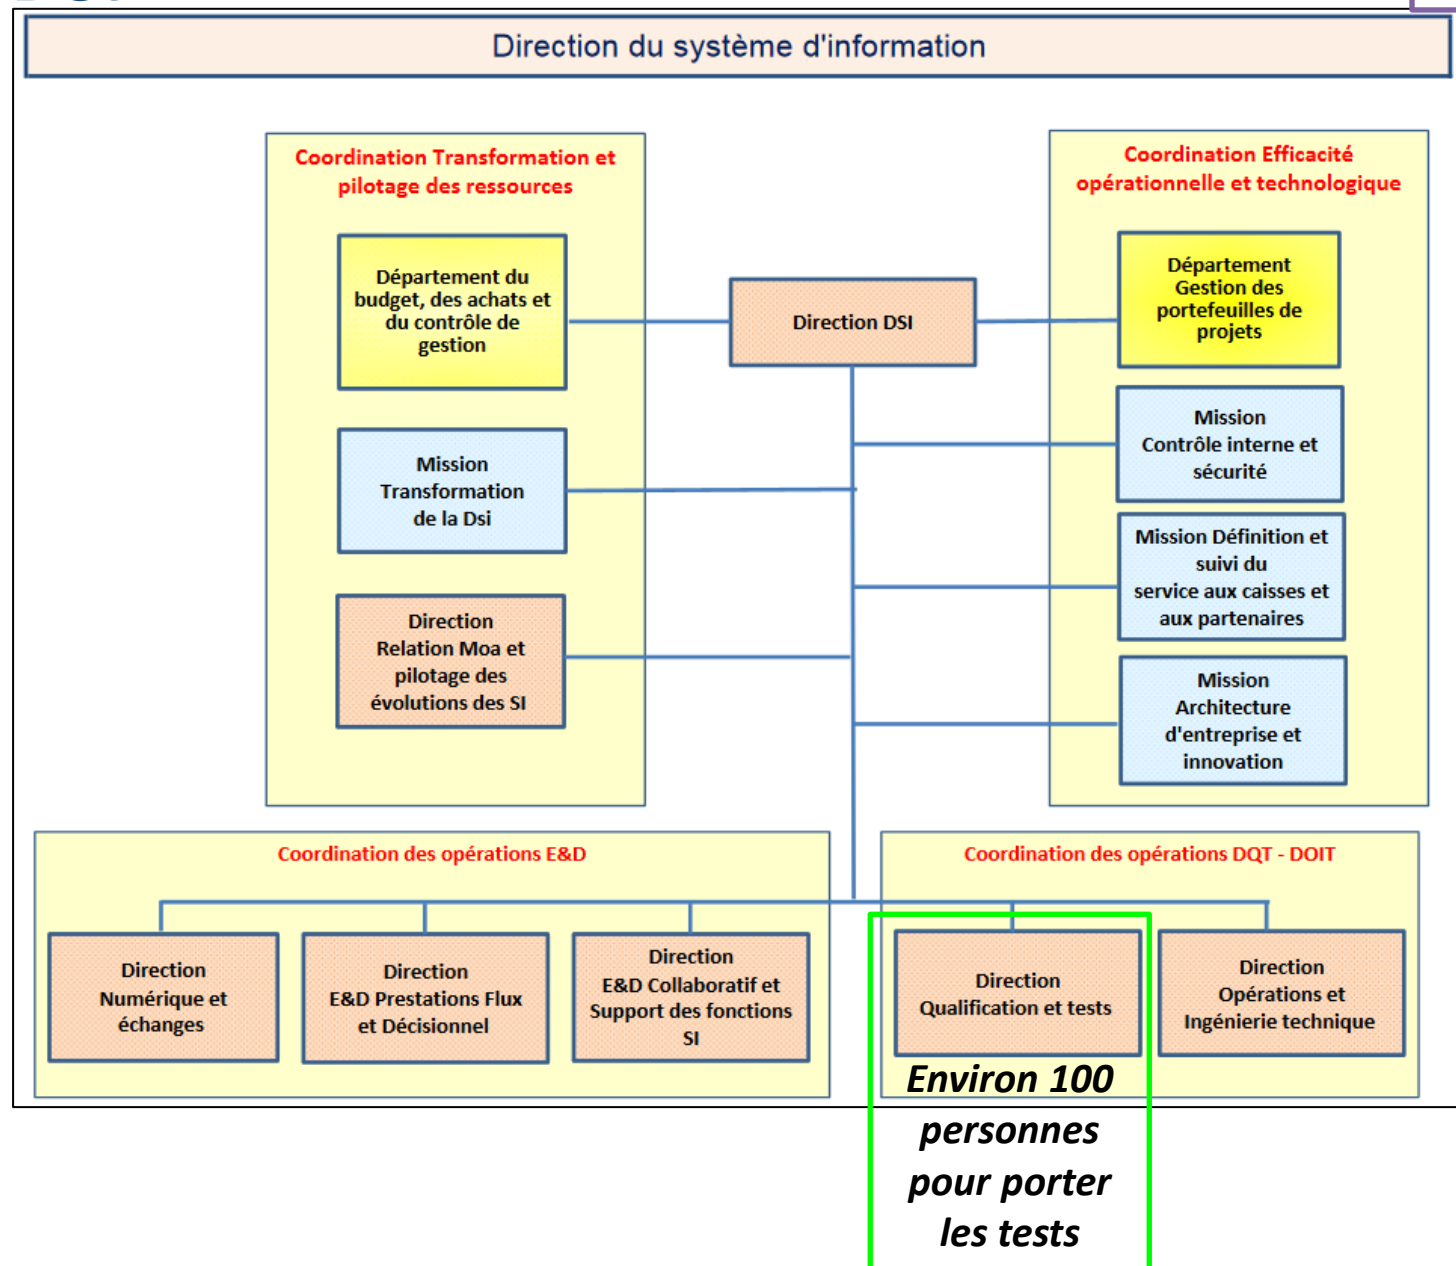 Direction du système d'information
Coordination Transformation et
pilotage des ressources
Département du
budget, des achats et
du contrôle de
gestion
Mission
Transformation
de la Dsi
Direction
Relation Moa et
pilotage des
évolutions des SI
Direction DSI
Coordination Efficacité
opérationnelle et technologique
Département
Gestion des
portefeuilles de
projets
Mission
Contrôle interne et
sécurité
Mission Définition et
suivi du
service aux caisses et
aux partenaires
Mission
Architecture
d'entreprise et
innovation
Coordination des opérations E&D
Direction
Numérique et
échanges
Direction
E&D Prestations Flux
et Décisionnel
Direction
E&D Collaboratif et
Support des fonctions
SI
Coordination des opérations DQT - DOIT
Direction
Qualification et tests
Direction
Opérations et
Ingénierie technique
Environ 100
personnes
pour porter
les tests